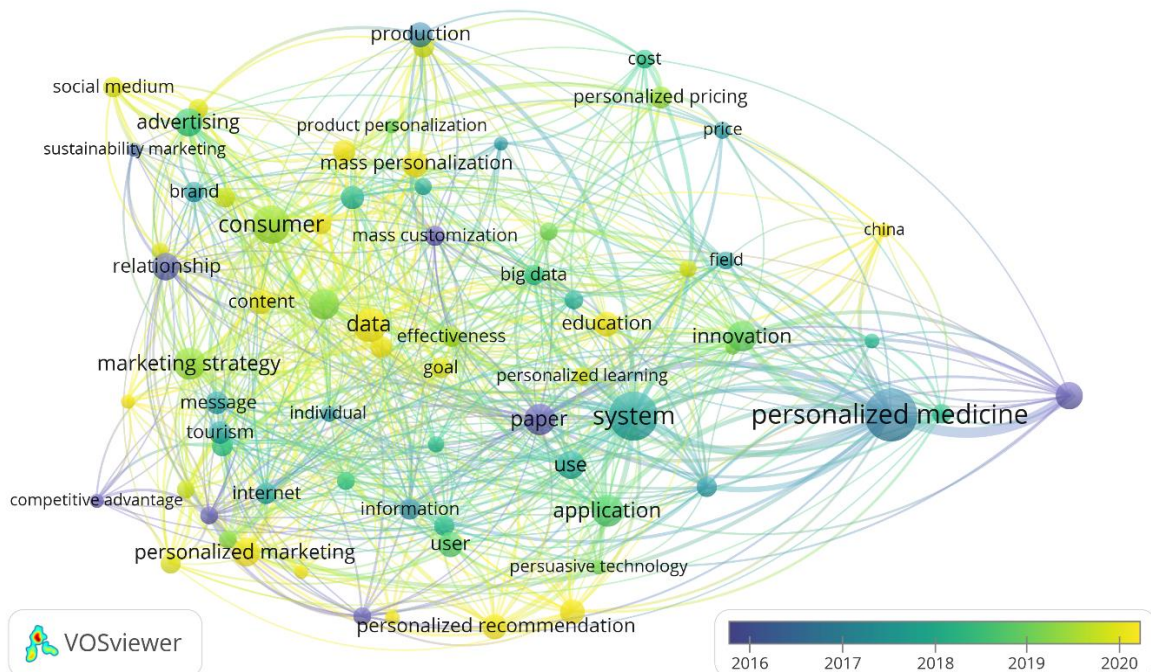 production
cost
social medium
personalized pricing
advertising
product personalization
price
sustainability marketing
mass personalization
brand
consumer
china
mass customization
relationship
field
big data
content
data
education
effectiveness
innovation
marketing strategy
goal
personalized learning
message
individual
paper
system
personalized medicine
tourism
use
internet
competitive advantage
information
application
user
personalized marketing
persuasive technology
personalized recommendation
VOSviewer
2016 2017 2018 2019 2020